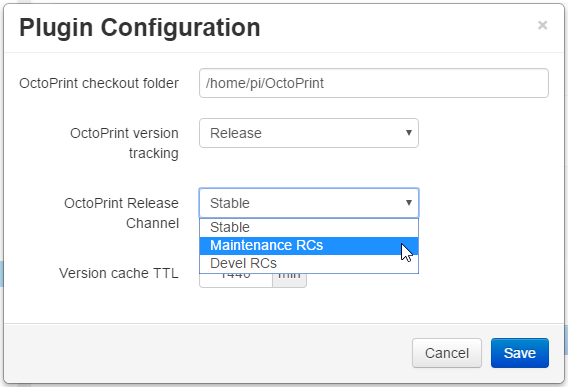 Plugin Configuration ×
OctoPrint checkout folder /home/pi/OctoPrint
OctoPrint version tracking Release
OctoPrint Release Channel Stable
Stable
Maintenance RCs
Devel RCs
Version cache TTL 1440 min
Cancel Save